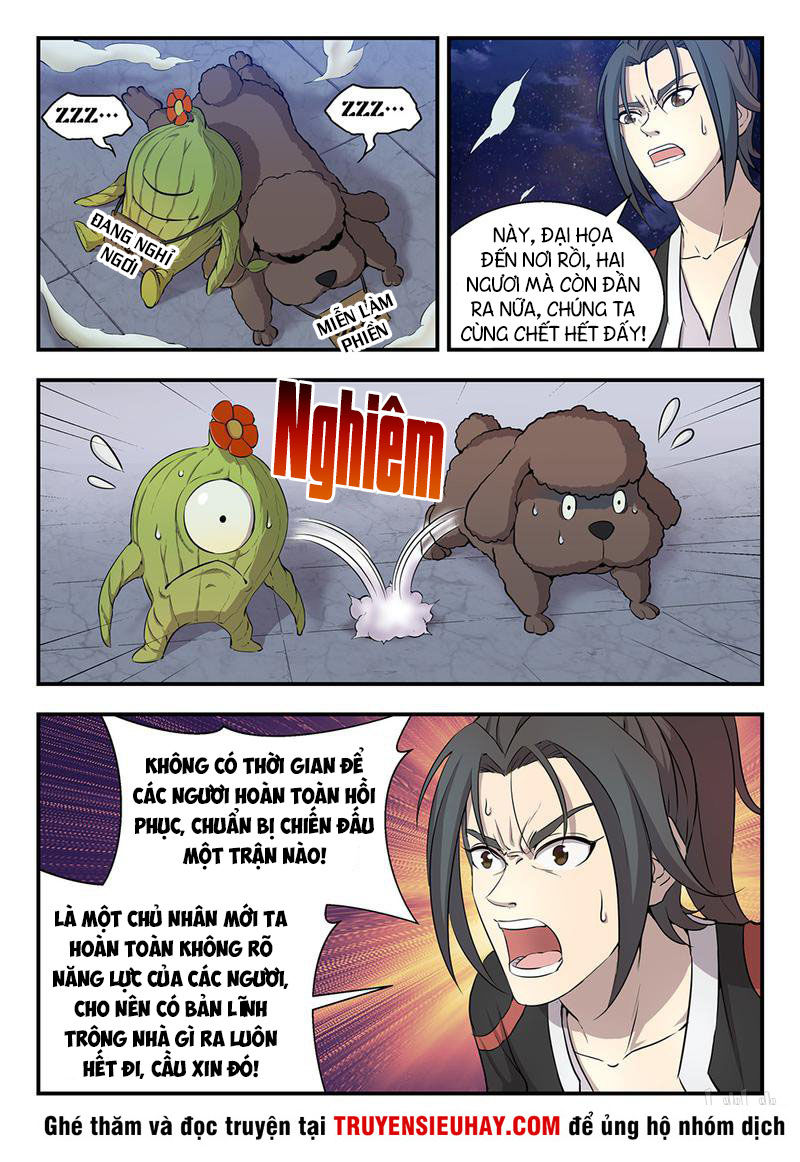 ZZZ...
ZZZ...
ĐANG NGHỈ
NGƠI
MIỄN LÀM
PHIỀN
NÀY, ĐẠI HỌA
ĐẾN NƠI RỒI, HAI
NGƯƠI MÀ CÒN ĐẦN
RA NỮA, CHÚNG TA
CÙNG CHẾT HẾT ĐẤY!
Nghiêm
KHÔNG CÓ THỜI GIAN ĐỂ
CÁC NGƯƠI HOÀN TOÀN HỒI
PHỤC, CHUẨN BỊ CHIẾN ĐẤU
MỘT TRẬN NÀO!
LÀ MỘT CHỦ NHÂN MỚI TA
HOÀN TOÀN KHÔNG RÕ
NĂNG LỰC CỦA CÁC NGƯƠI,
CHO NÊN CÓ BẢN LĨNH
TRÔNG NHÀ GÌ RA LUÔN
HẾT ĐI, CẦU XIN ĐÓ!
Ghé thăm và đọc truyện tại TRUYENSIEUHAY.COM để ủng hộ nhóm dịch